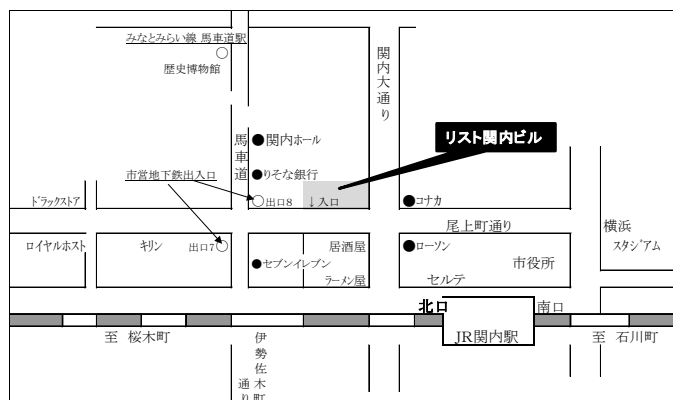 みなとみらい線 馬車道駅
歴史博物館
関内大通り
馬車道
関内ホール
リスト関内ビル
りそな銀行
市営地下鉄出入口
ドラックストア
出口8
↓入口
コナカ
尾上町通り
横浜
スタジアム
ロイヤルホスト
キリン
出口7
居酒屋
ローソン
セブンイレブン
市役所
ラーメン屋
セルテ
北口
南口
至 桜木町
JR関内駅
至 石川町
伊勢佐木町
通り